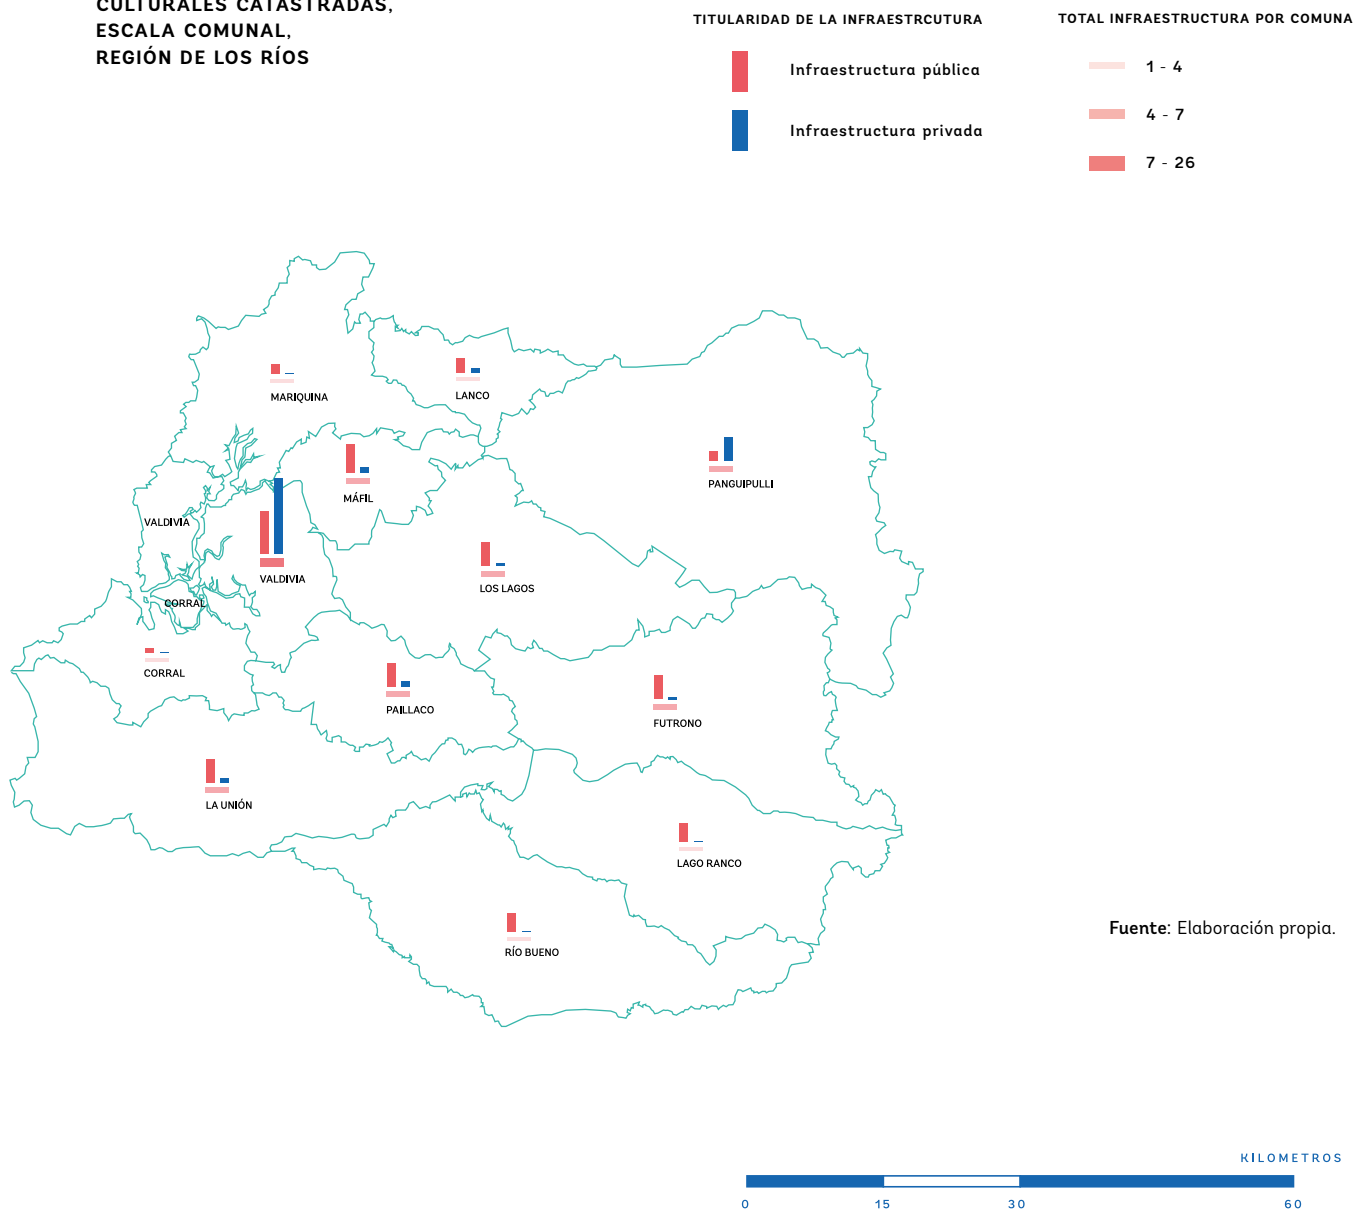 CULTURALES CATASTRADAS,
ESCALA COMUNAL,
REGIÓN DE LOS RÍOS
TITULARIDAD DE LA INFRAESTRCUTURA
Infraestructura pública
Infraestructura privada
TOTAL INFRAESTRUCTURA POR COMUNA
1 - 4
4 - 7
7 - 26
MARIQUINA
LANCO
PANGUIPULLI
MÁFIL
VALDIVIA
VALDIVIA
LOS LAGOS
CORRAL
CORRAL
PAILLACO
FUTRONO
LA UNIÓN
LAGO RANCO
RÍO BUENO
Fuente: Elaboración propia.
KILOMETROS
0 15 30 60